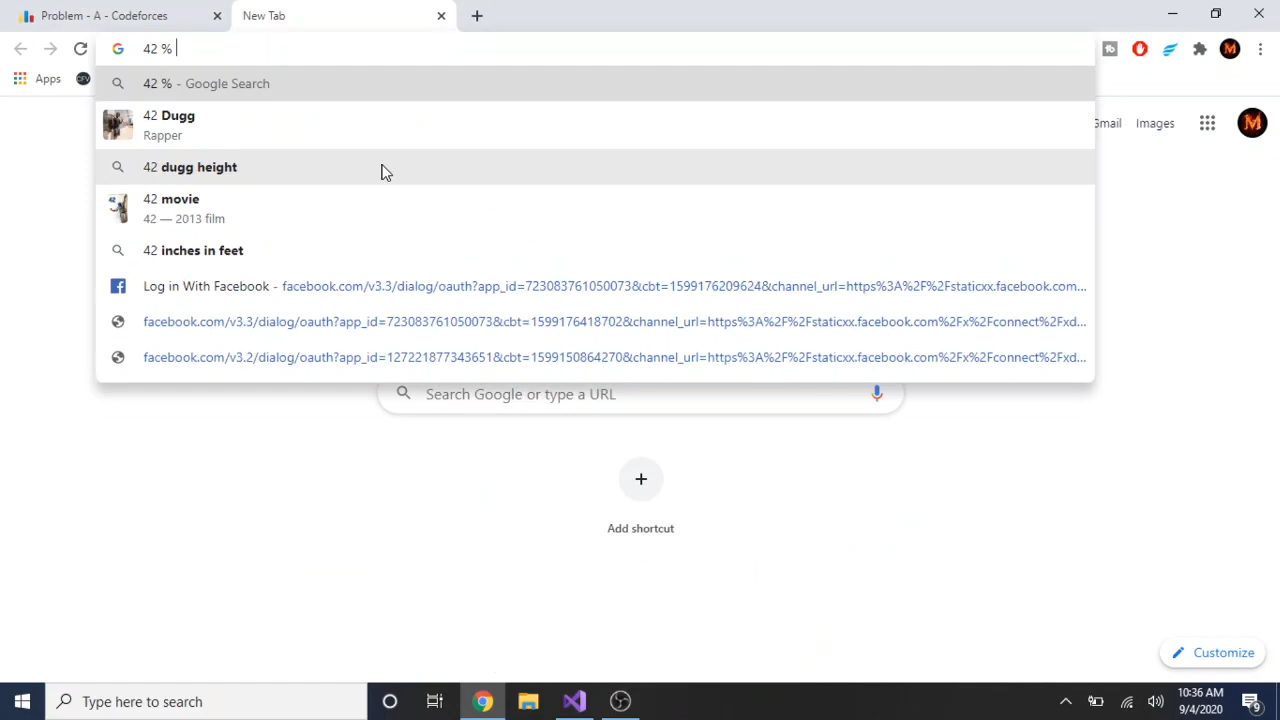 Problem - A - Codeforces
New Tab
42 %
42 % - Google Search
42 Dugg
Rapper
42 dugg height
42 movie
42 — 2013 film
42 inches in feet
Log in With Facebook - facebook.com/v3.3/dialog/oauth?app_id=723083761050073&cbt=1599176209624&channel_url=https%3A%2F%2Fstaticxx.facebook.com...
facebook.com/v3.3/dialog/oauth?app_id=723083761050073&cbt=1599176418702&channel_url=https%3A%2F%2Fstaticxx.facebook.com%2Fx%2Fconnect%2Fxd...
facebook.com/v3.2/dialog/oauth?app_id=127221877343651&cbt=1599150864270&channel_url=https%3A%2F%2Fstaticxx.facebook.com%2Fx%2Fconnect%2Fxd...
Apps
Gmail Images
M
Search Google or type a URL
Add shortcut
Customize
Type here to search
10:36 AM
9/4/2020
9